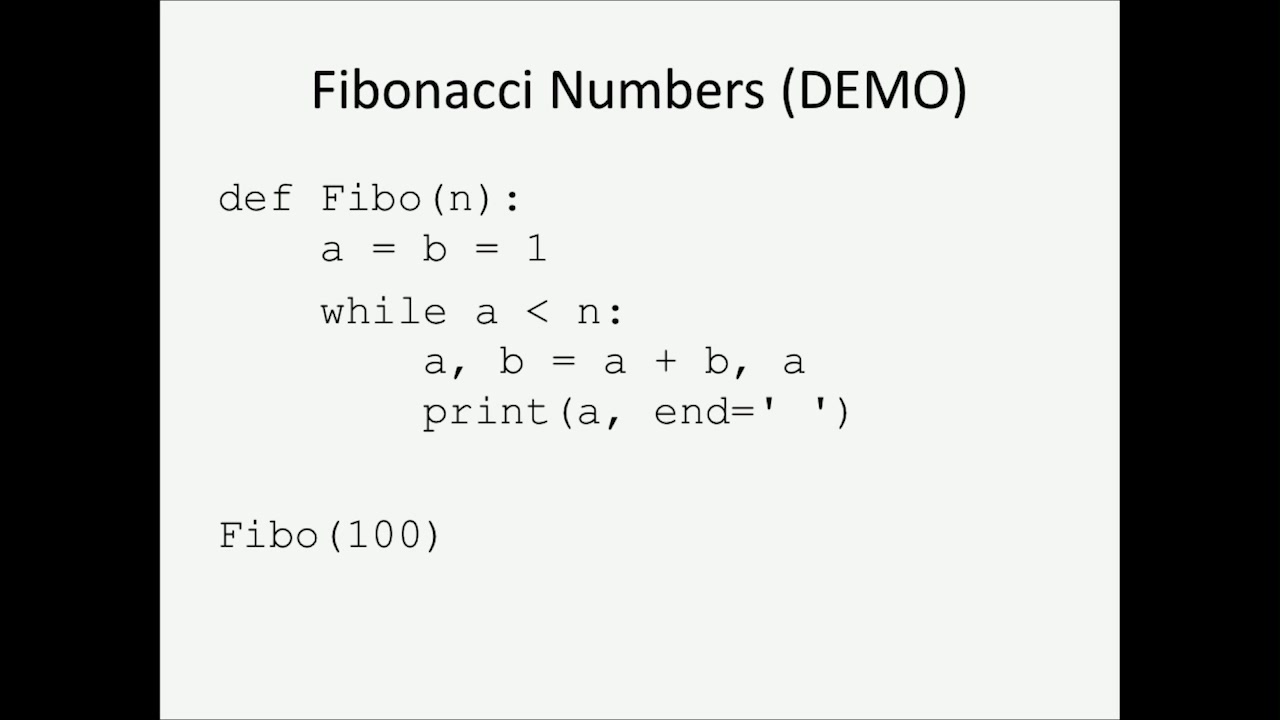 Fibonacci Numbers (DEMO)
def Fibo(n):
    a = b = 1
    while a < n:
        a, b = a + b, a
        print(a, end=' ')
Fibo(100)